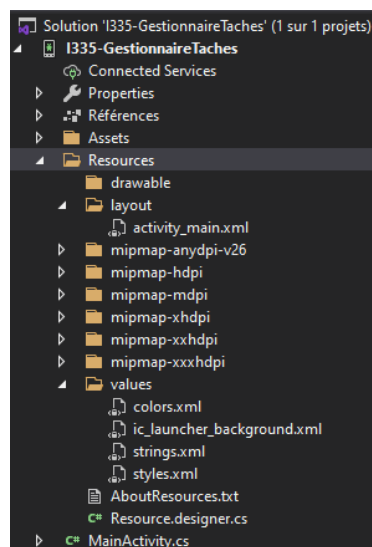 Solution 'I335-GestionnaireTaches' (1 sur 1 projets)
I335-GestionnaireTaches
Connected Services
Properties
Références
Assets
Resources
drawable
layout
activity_main.xml
mipmap-anydpi-v26
mipmap-hdpi
mipmap-mdpi
mipmap-xhdpi
mipmap-xxhdpi
mipmap-xxxhdpi
values
colors.xml
ic_launcher_background.xml
strings.xml
styles.xml
AboutResources.txt
C# Resource.designer.cs
C# MainActivity.cs